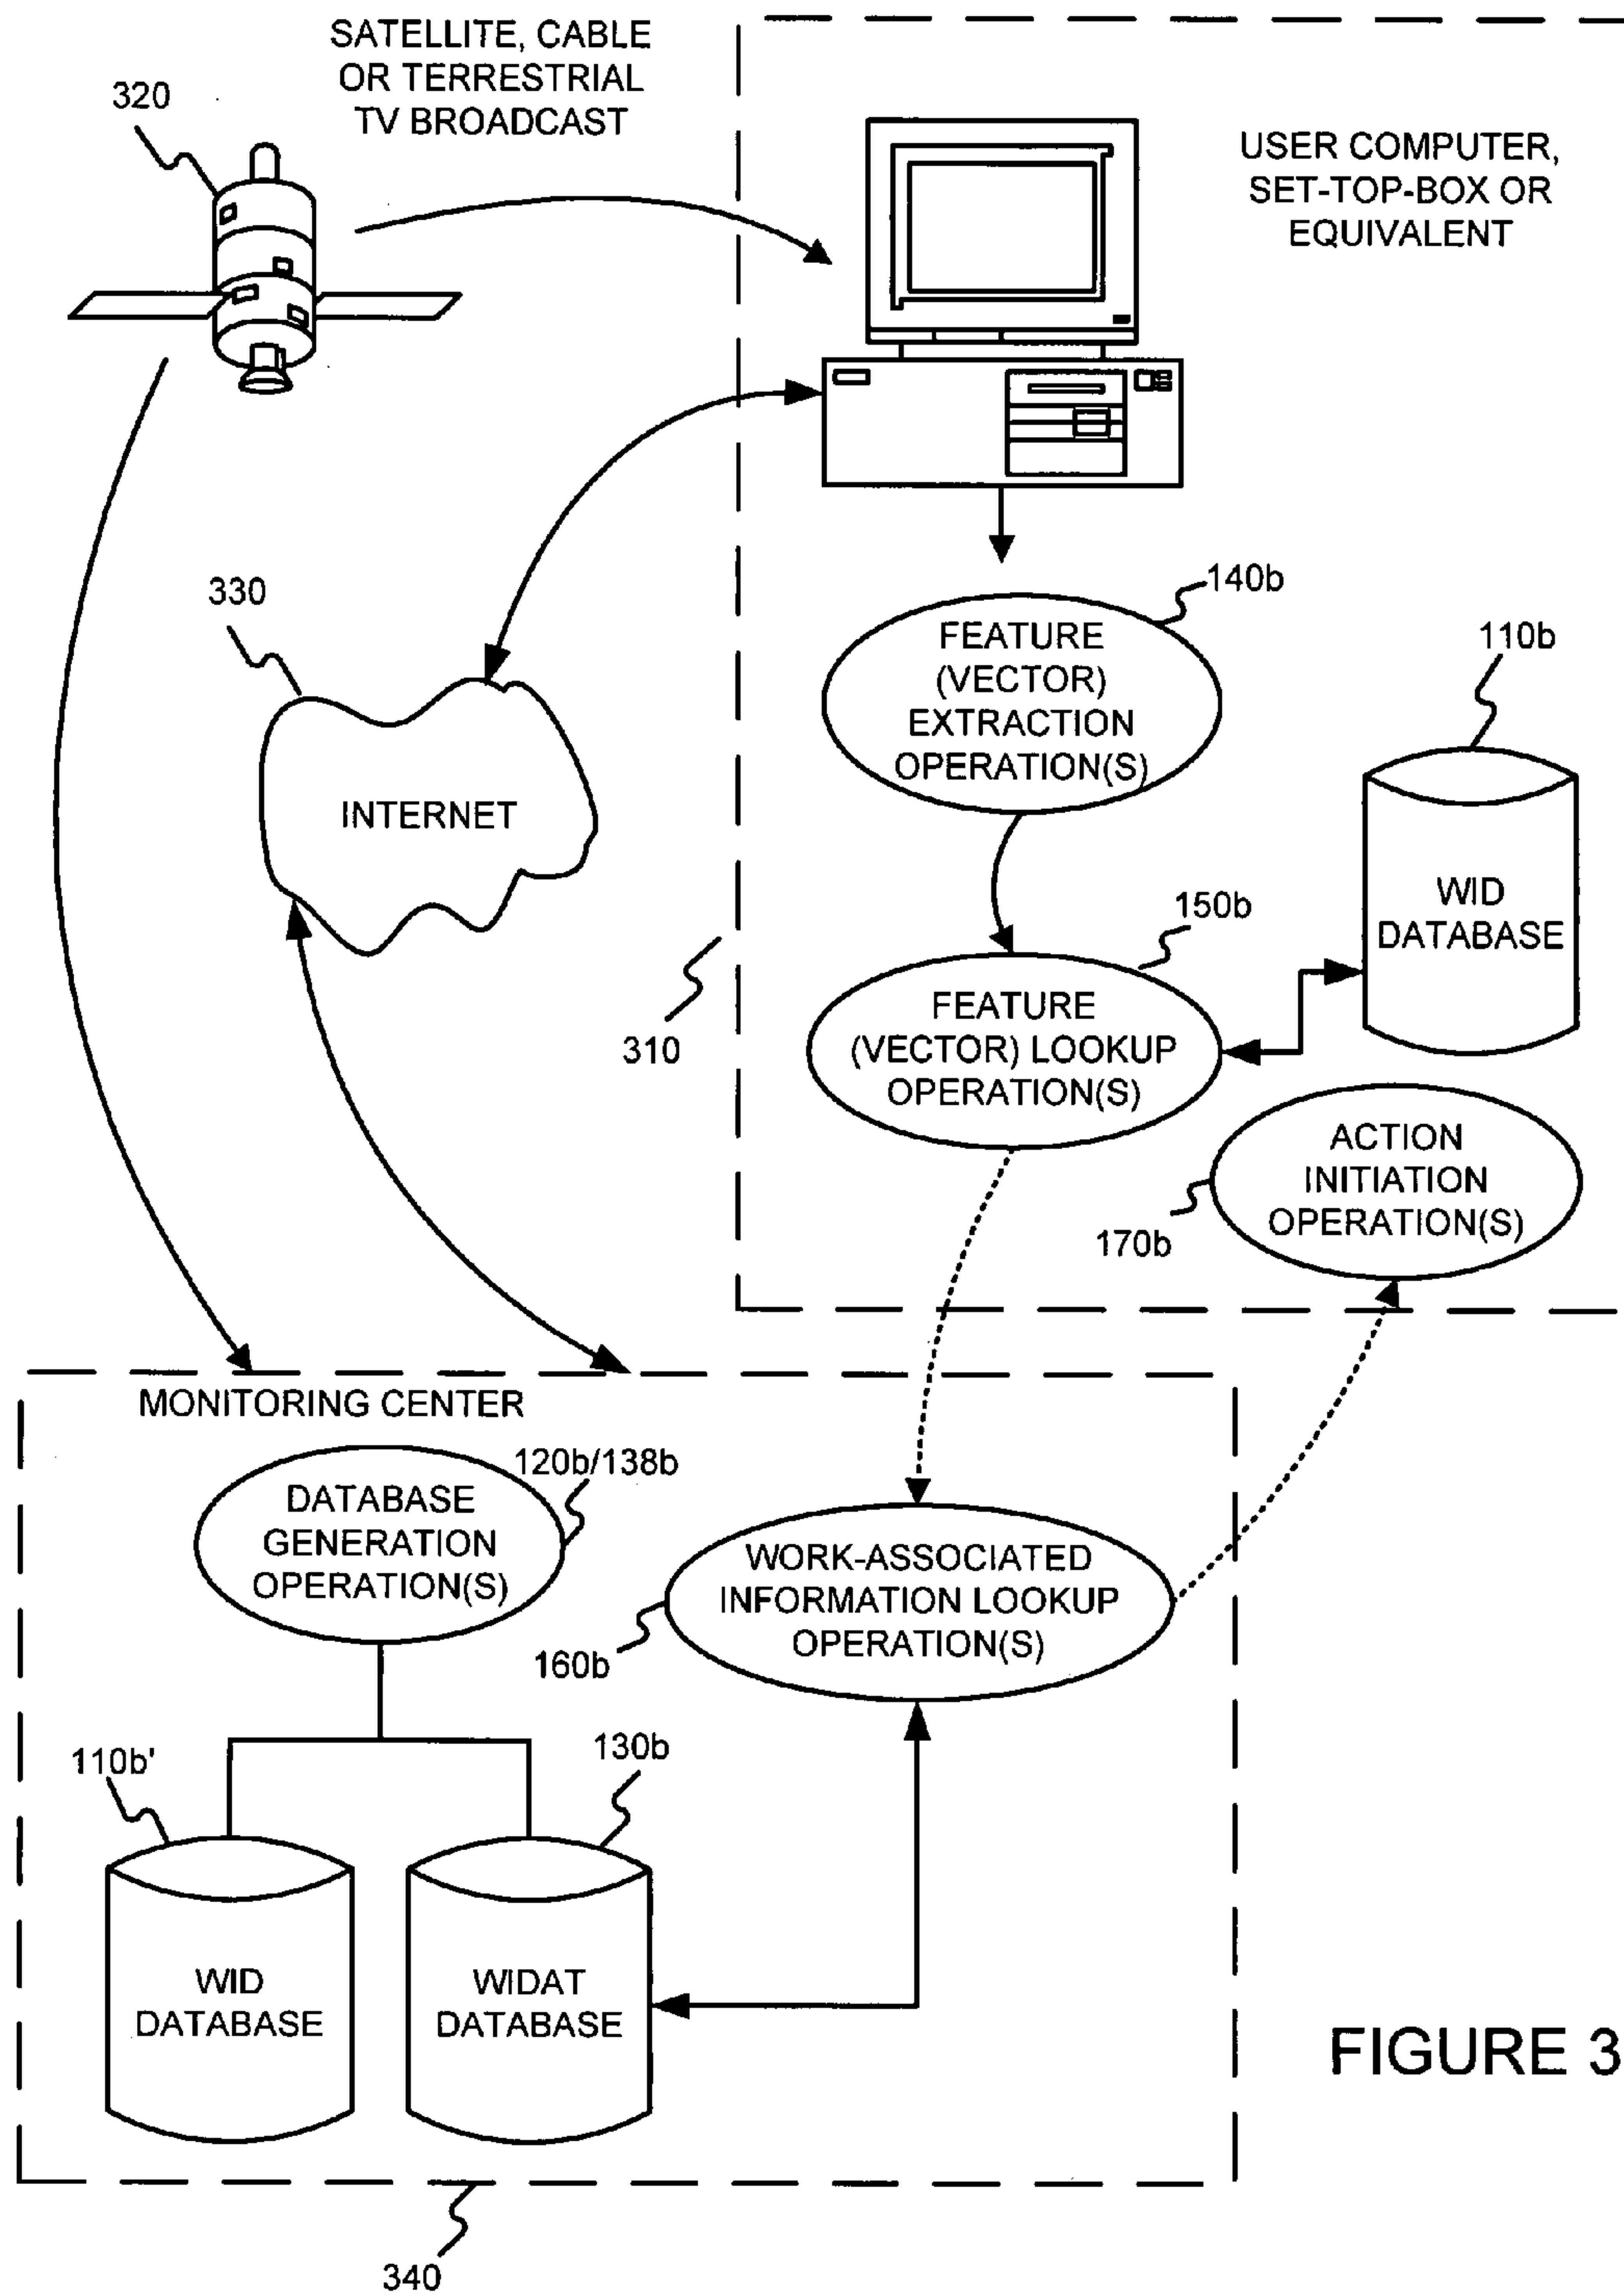 SATELLITE, CABLE
OR TERRESTRIAL
TV BROADCAST
320
USER COMPUTER,
SET-TOP-BOX OR
EQUIVALENT
330
INTERNET
140b
FEATURE
(VECTOR)
EXTRACTION
OPERATION(S)
110b
WID
DATABASE
150b
FEATURE
(VECTOR) LOOKUP
OPERATION(S)
310
ACTION
INITIATION
OPERATION(S)
170b
MONITORING CENTER
120b/138b
DATABASE
GENERATION
OPERATION(S)
WORK-ASSOCIATED
INFORMATION LOOKUP
OPERATION(S)
160b
110b'
130b
WID
DATABASE
WIDAT
DATABASE
FIGURE 3
340